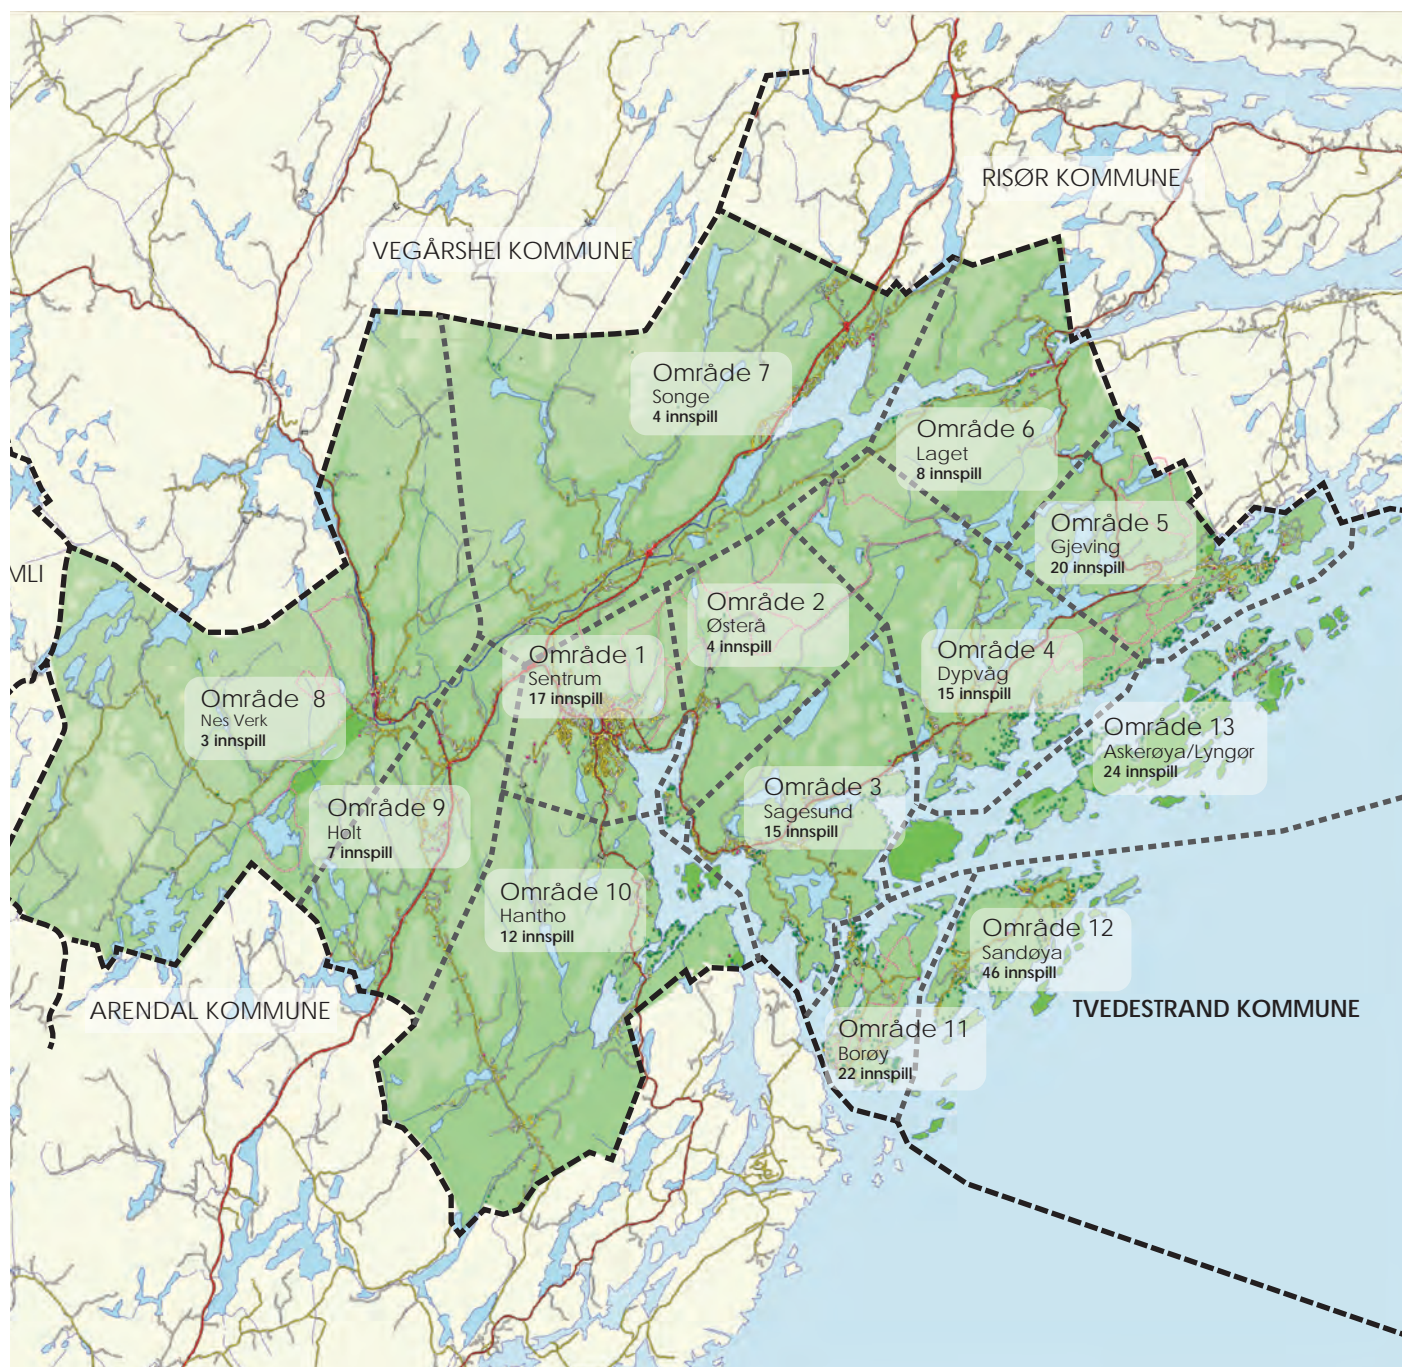 RISØR KOMMUNE
VEGÅRSHEI KOMMUNE
Område 7
Songe
4 innspill
Område 6
Laget
8 innspill
Område 5
Gjeving
20 innspill
MLI
Område 2
Østerå
4 innspill
Område 1
Sentrum
17 innspill
Område 4
Dypvåg
15 innspill
Område 8
Nes Verk
3 innspill
Område 13
Askerøya/Lyngør
24 innspill
Område 3
Sagesund
15 innspill
Område 9
Holt
7 innspill
Område 10
Hantho
12 innspill
Område 12
Sandøya
46 innspill
ARENDAL KOMMUNE
TVEDESTRAND KOMMUNE
Område 11
Borøy
22 innspill